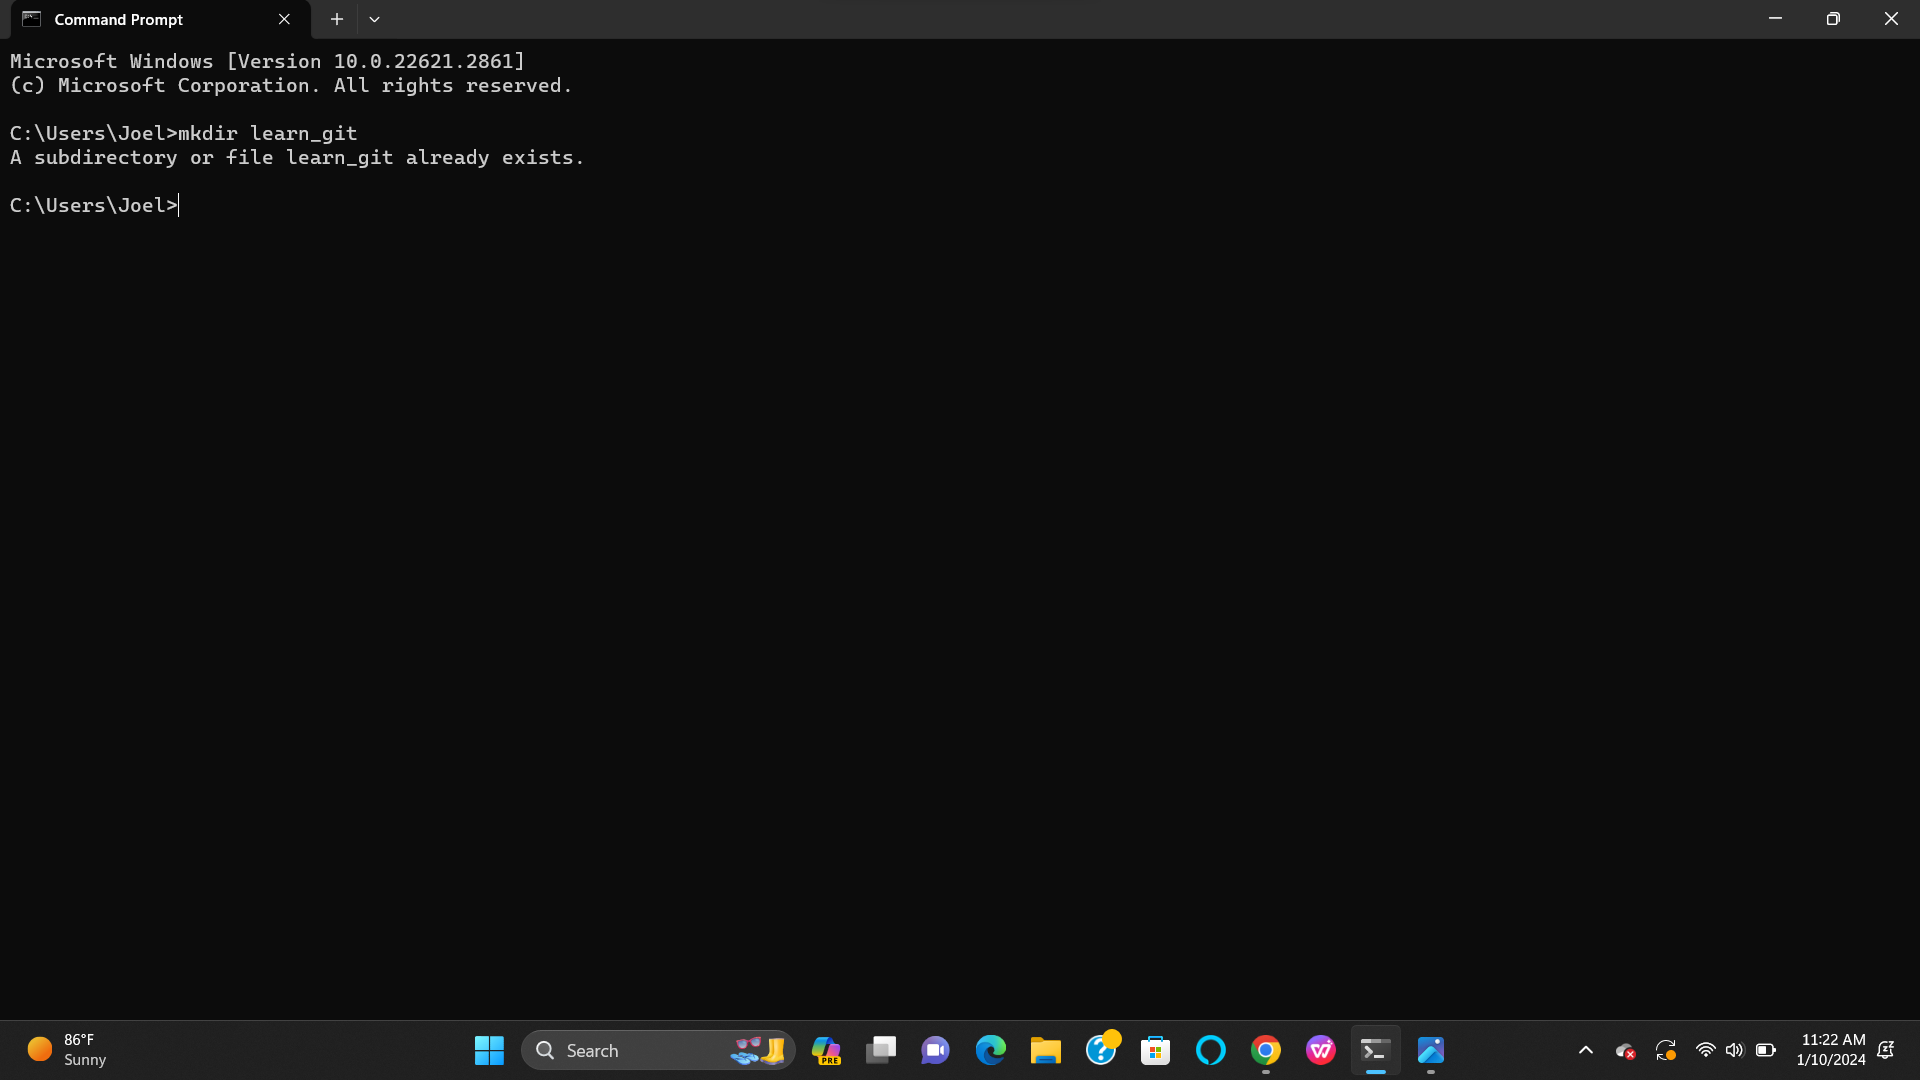 Command Prompt
Microsoft Windows [Version 10.0.22621.2861]
(c) Microsoft Corporation. All rights reserved.
C:\Users\Joel>mkdir learn_git
A subdirectory or file learn_git already exists.
C:\Users\Joel>
86°F
Sunny
Search
PRE
11:22 AM
1/10/2024